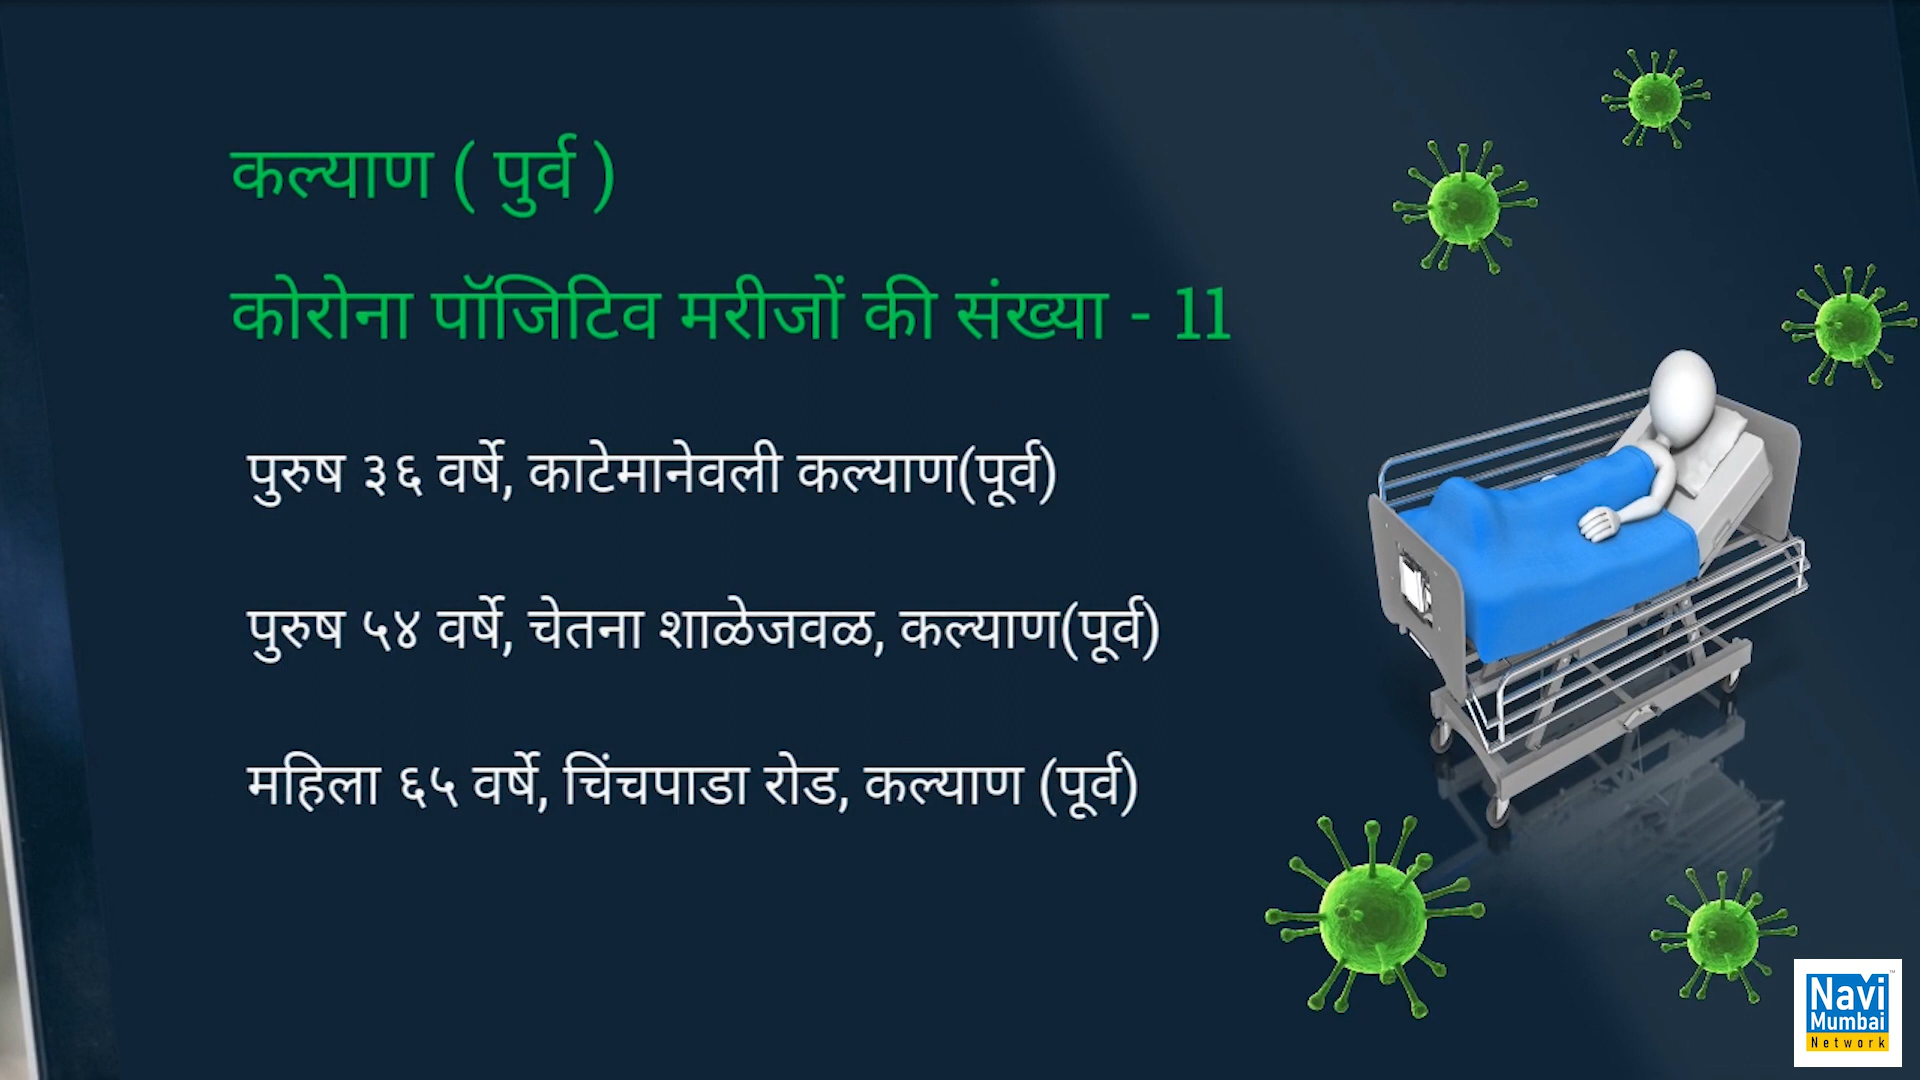 कल्याण ( पुर्व )
कोरोना पॉजिटिव मरीजों की संख्या - 11
पुरुष ३६ वर्षे, काटेमानेवली कल्याण(पूर्व)
पुरुष ५४ वर्षे, चेतना शाळेजवळ, कल्याण(पूर्व)
महिला ६५ वर्षे, चिंचपाडा रोड, कल्याण (पूर्व)
Navi
Mumbai
Network